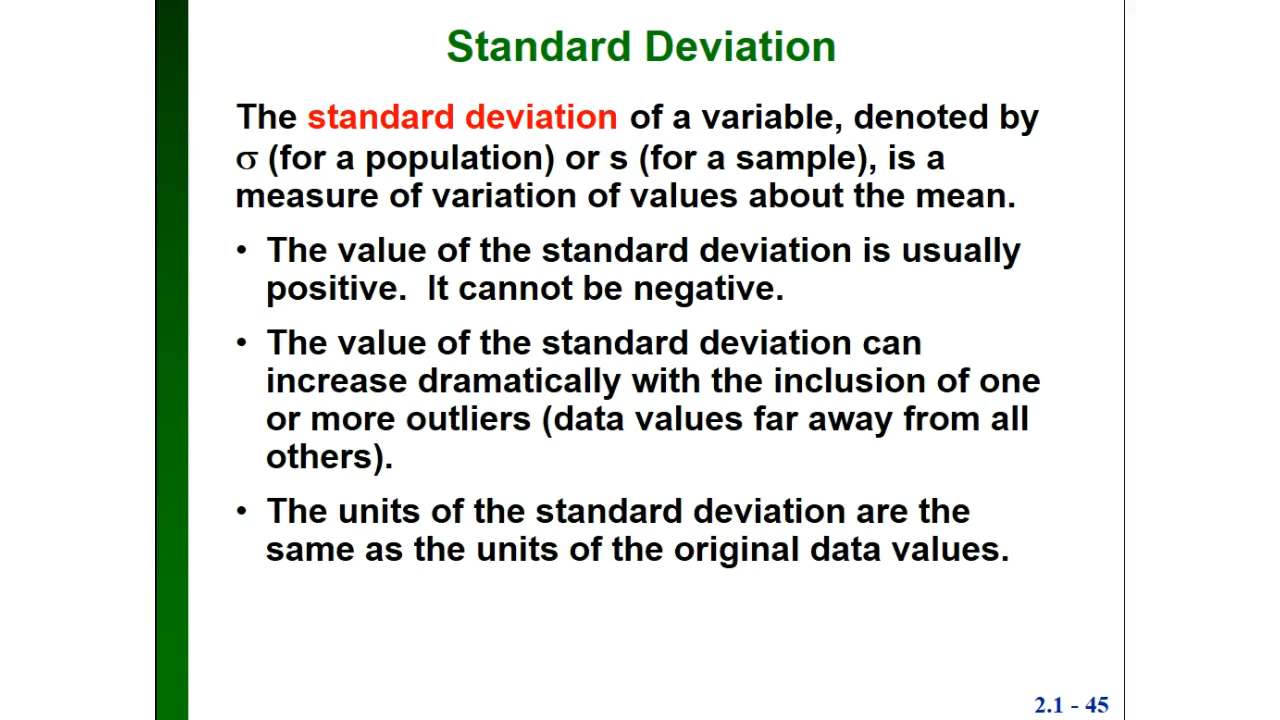 Standard Deviation
The standard deviation of a variable, denoted by
σ (for a population) or s (for a sample), is a
measure of variation of values about the mean.
• The value of the standard deviation is usually
positive.  It cannot be negative.
• The value of the standard deviation can
increase dramatically with the inclusion of one
or more outliers (data values far away from all
others).
• The units of the standard deviation are the
same as the units of the original data values.
2.1 - 45